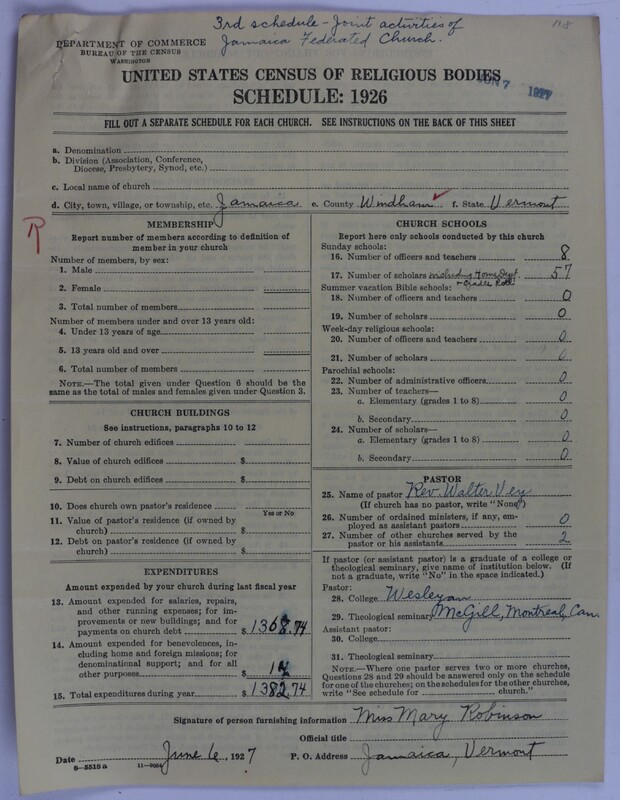 3rd schedule - Joint activities of
Jamaica Federated Church.
118
DEPARTMENT OF COMMERCE
BUREAU OF THE CENSUS
WASHINGTON
UNITED STATES CENSUS OF RELIGIOUS BODIES
JUN 7 1927
SCHEDULE: 1926
FILL OUT A SEPARATE SCHEDULE FOR EACH CHURCH. SEE INSTRUCTIONS ON THE BACK OF THIS SHEET
a. Denomination
b. Division (Association, Conference,
Diocese, Presbytery, Synod, etc.)
c. Local name of church
d. City, town, village, or township, etc. Jamaica e. County Windham ✓ f. State Vermont
R
MEMBERSHIP
Report number of members according to definition of
member in your church
Number of members, by sex:
1. Male
2. Female
3. Total number of members
Number of members under and over 13 years old:
4. Under 13 years of age
5. 13 years old and over
6. Total number of members
NOTE.—The total given under Question 6 should be the
same as the total of males and females given under Question 3.
CHURCH BUILDINGS
See instructions, paragraphs 10 to 12
7. Number of church edifices
8. Value of church edifices $
9. Debt on church edifices $
10. Does church own pastor's residence
Yes or No
11. Value of pastor's residence (if owned by
church) $
12. Debt on pastor's residence (if owned by
church) $
EXPENDITURES
Amount expended by your church during last fiscal year
13. Amount expended for salaries, repairs,
and other running expenses; for im-
provements or new buildings; and for
payments on church debt $1368.74
14. Amount expended for benevolences,
including home and foreign missions; for
denominational support; and for all
other purposes $ 14
15. Total expenditures during year $1382.74
CHURCH SCHOOLS
Report here only schools conducted by this church
Sunday schools:
16. Number of officers and teachers 8
17. Number of scholars including Home Dept. 57
+ Cradle Roll
Summer vacation Bible schools:
18. Number of officers and teachers 0
19. Number of scholars 0
Week-day religious schools:
20. Number of officers and teachers 0
21. Number of scholars 0
Parochial schools:
22. Number of administrative officers 0
23. Number of teachers—
a. Elementary (grades 1 to 8) 0
b. Secondary 0
24. Number of scholars—
a. Elementary (grades 1 to 8) 0
b. Secondary 0
PASTOR
25. Name of pastor Rev. Walter Vey
(If church has no pastor, write "None")
26. Number of ordained ministers, if any, em-
ployed as assistant pastors 0
27. Number of other churches served by the
pastor or his assistants 2
If pastor (or assistant pastor) is a graduate of a college or
theological seminary, give name of institution below. (If
not a graduate, write "No" in the space indicated.)
Pastor:
28. College Wesleyan
29. Theological seminary McGill, Montreal, Can.
Assistant pastor:
30. College
31. Theological seminary
NOTE.—Where one pastor serves two or more churches,
Questions 28 and 29 should be answered only on the schedule
for one of the churches; on the schedules for the other churches,
write "See schedule for church."
Signature of person furnishing information Miss Mary Robinson
Official title
Date June 6, 1927 P. O. Address Jamaica, Vermont
8—5515a 11—9064